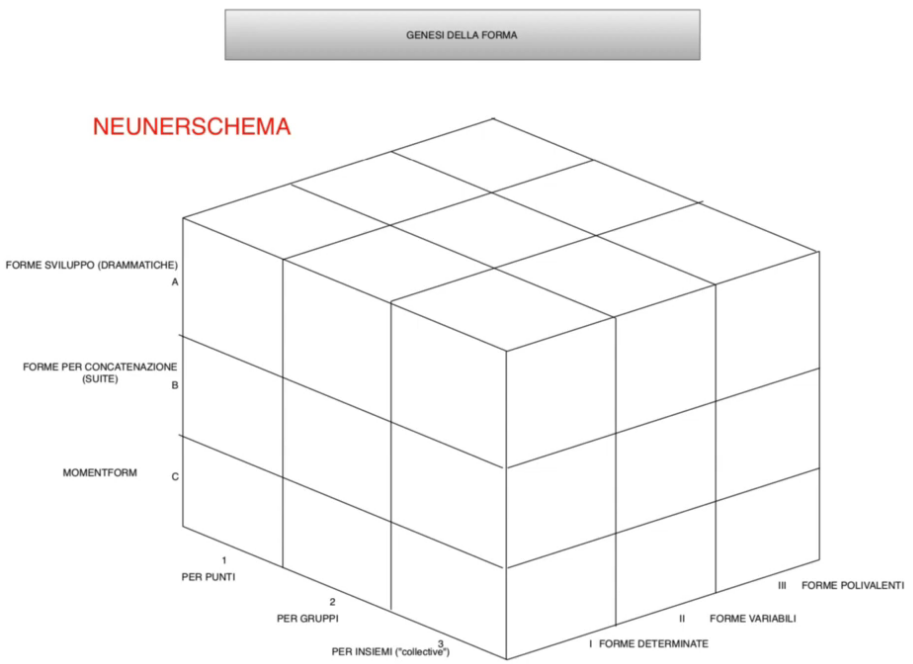 GENESI DELLA FORMA
NEUNERSCHEMA
FORME SVILUPPO (DRAMMATICHE)
A
FORME PER CONCATENAZIONE
(SUITE)
B
MOMENTFORM
C
1
PER PUNTI
2
PER GRUPPI
3
PER INSIEMI ("collective")
I FORME DETERMINATE
II FORME VARIABILI
III FORME POLIVALENTI